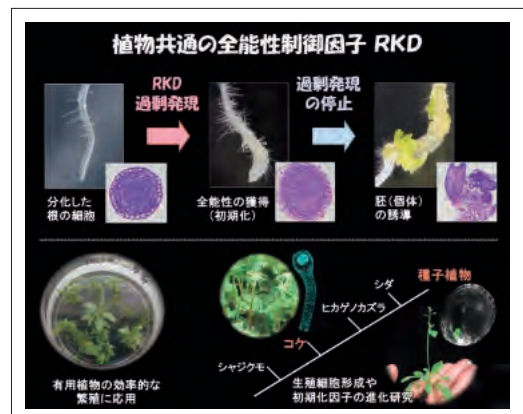 植物共通の全能性制御因子 RKD
RKD
過剰発現
過剰発現
の停止
分化した
根の細胞
全能性の獲得
(初期化)
胚(個体)
の誘導
有用植物の効率的な
繁殖に応用
シャジクモ
コケ
ヒカゲノカズラ
シダ
種子植物
生殖細胞形成や
初期化因子の進化研究